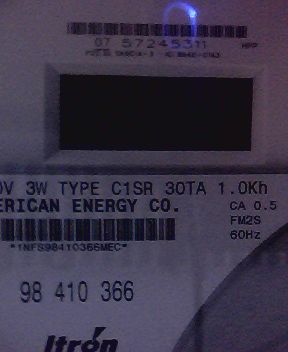 07 57245311 HPP
0V 3W TYPE C1SR 30TA 1.0Kh
ERICAN ENERGY CO. CA 0.5
FM2S
*1NFS98410366MEC* 60Hz
98 410 366
Itron